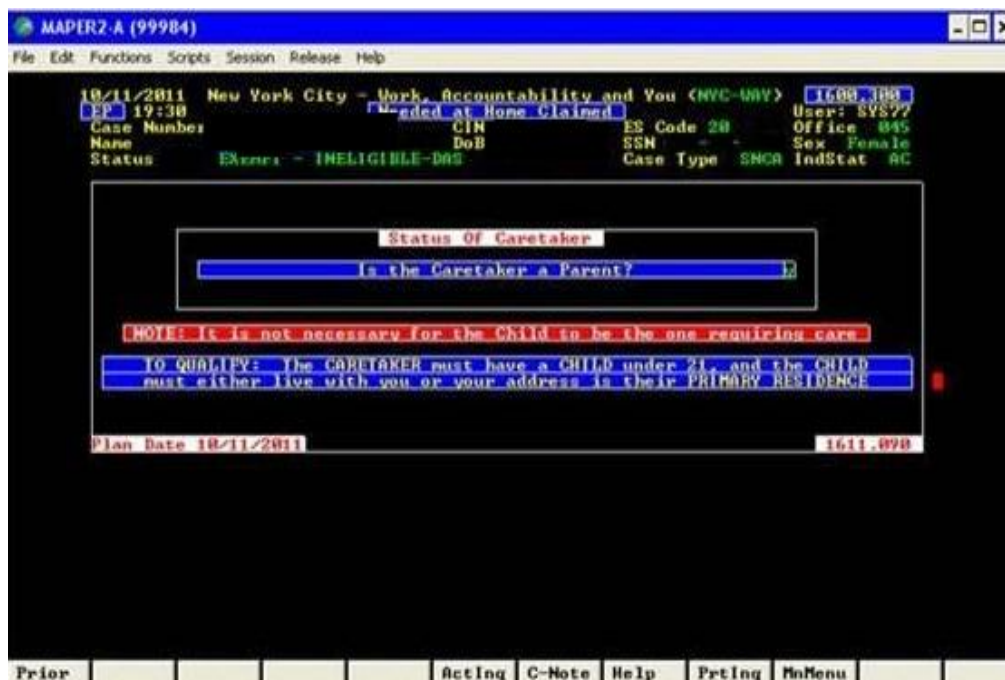 MAPER2-A (99984)
File Edit Functions Scripts Session Release Help
10/11/2011 New York City - Work, Accountability and You (NYC-WAY) 1600.300
EP 19:30 eded at Home Claimed User: SYS77
Case Number CIN ES Code 20 Office 045
Name DoB SSN - - Sex Female
Status - INELIGIBLE-DAS Case Type SNCA IndStat AC
Status Of Caretaker
Is the Caretaker a Parent?
NOTE: It is not necessary for the Child to be the one requiring care
TO QUALIFY: The CARETAKER must have a CHILD under 21, and the CHILD
must either live with you or your address is their PRIMARY RESIDENCE
Plan Date 10/11/2011 1611.090
Prior ActInq C-Note Help PrtInq MnMenu